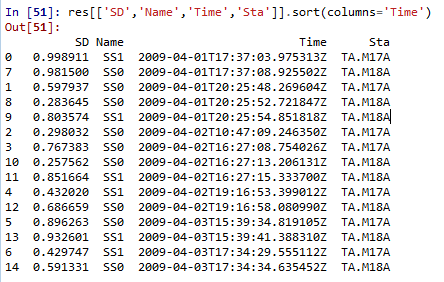 In [51]: res[['SD','Name','Time','Sta']].sort(columns='Time')
Out[51]:
SD Name Time Sta
0 0.998911 SS1 2009-04-01T17:37:03.975313Z TA.M17A
7 0.981500 SS0 2009-04-01T17:37:08.925502Z TA.M18A
1 0.597937 SS0 2009-04-01T20:25:48.269604Z TA.M17A
8 0.283645 SS0 2009-04-01T20:25:52.721847Z TA.M18A
9 0.803574 SS1 2009-04-01T20:25:54.851818Z TA.M18A
2 0.298032 SS0 2009-04-02T10:47:09.246350Z TA.M17A
3 0.767383 SS0 2009-04-02T16:27:08.754026Z TA.M17A
10 0.257562 SS0 2009-04-02T16:27:13.206131Z TA.M18A
11 0.851664 SS1 2009-04-02T16:27:15.333700Z TA.M18A
4 0.432020 SS0 2009-04-02T19:16:53.399012Z TA.M17A
12 0.686659 SS0 2009-04-02T19:16:58.080990Z TA.M18A
5 0.896263 SS0 2009-04-03T15:39:34.819105Z TA.M17A
13 0.932601 SS1 2009-04-03T15:39:41.388310Z TA.M18A
6 0.429747 SS1 2009-04-03T17:34:29.555112Z TA.M17A
14 0.591331 SS0 2009-04-03T17:34:34.635452Z TA.M18A